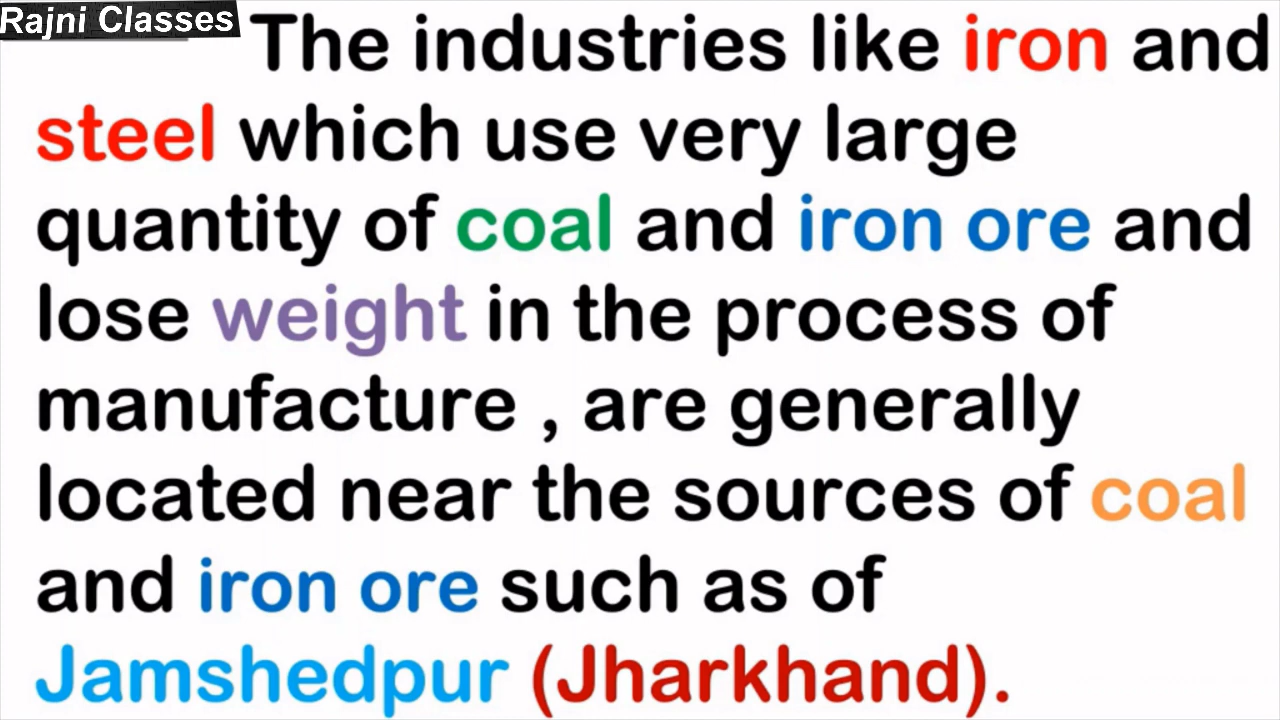 Rajni Classes
The industries like iron and
steel which use very large
quantity of coal and iron ore and
lose weight in the process of
manufacture , are generally
located near the sources of coal
and iron ore such as of
Jamshedpur (Jharkhand).